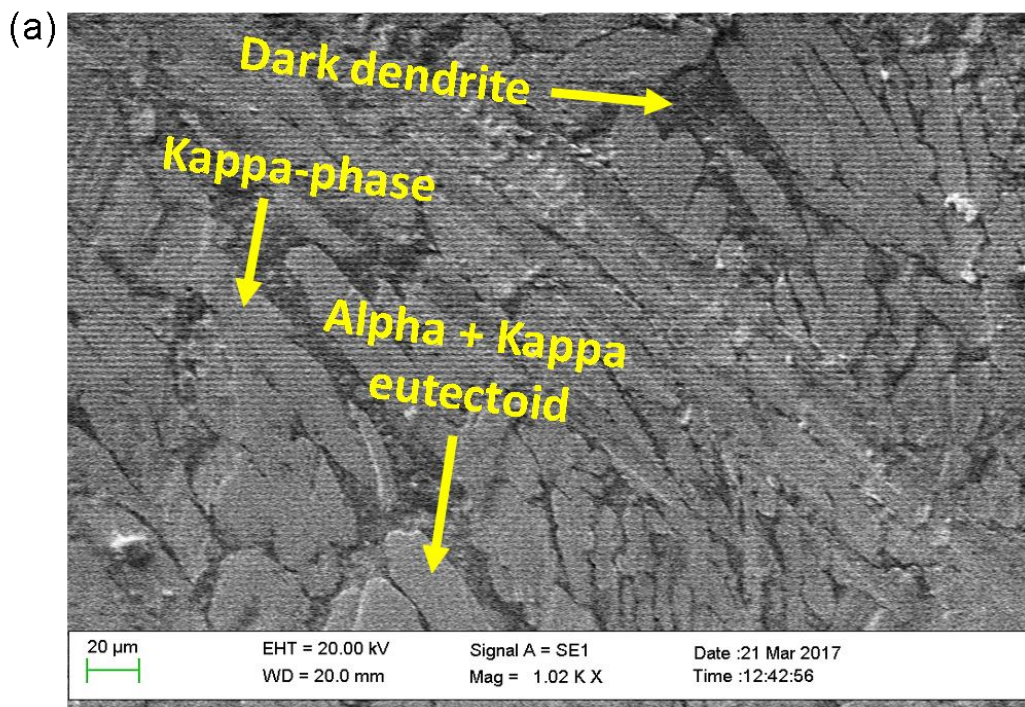 (a)
Dark dendrite
Kappa-phase
Alpha + Kappa
eutectoid
20 µm
EHT = 20.00 kV
Signal A = SE1
Date :21 Mar 2017
WD = 20.0 mm
Mag = 1.02 K X
Time :12:42:56